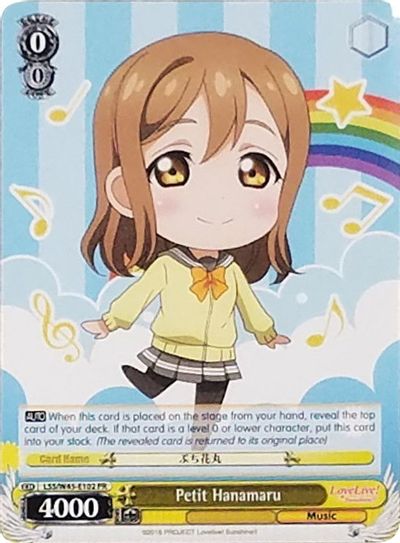 0
0
AUTO When this card is placed on the stage from your hand, reveal the top
card of your deck. If that card is a level 0 or lower character, put this card
into your stock. (The revealed card is returned to its original place)
Card Name ぷち花丸
LSS/W45-E102 PR
Petit Hanamaru
LoveLive!
Sunshine!!
4000
Music
©2016 PROJECT Lovelive! Sunshine!!